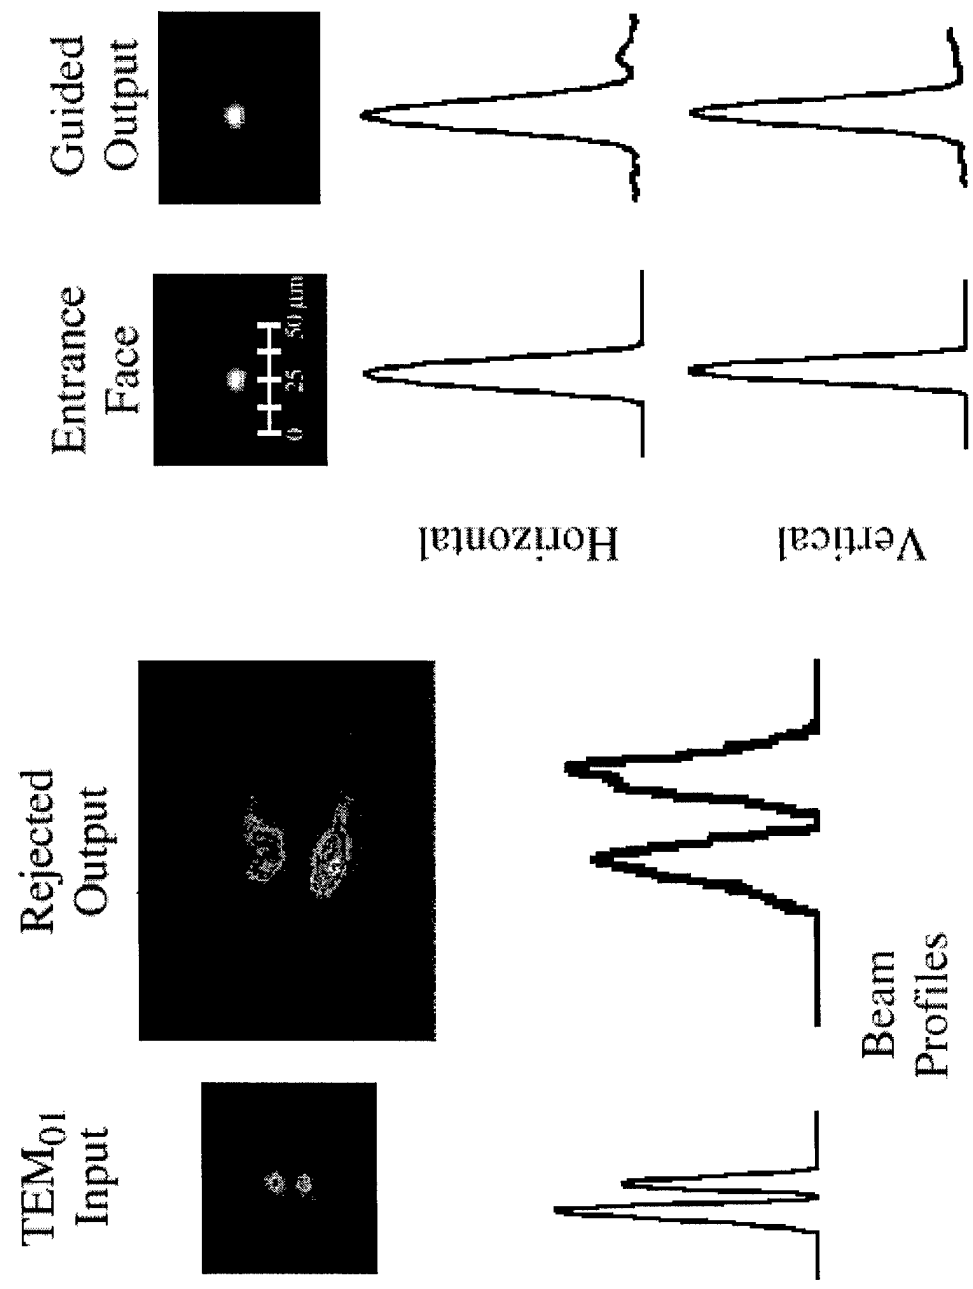 TEM₀₁
Input
Rejected
Output
Beam
Profiles
Entrance
Face
Guided
Output
0 25 50 μm
Horizontal
Vertical